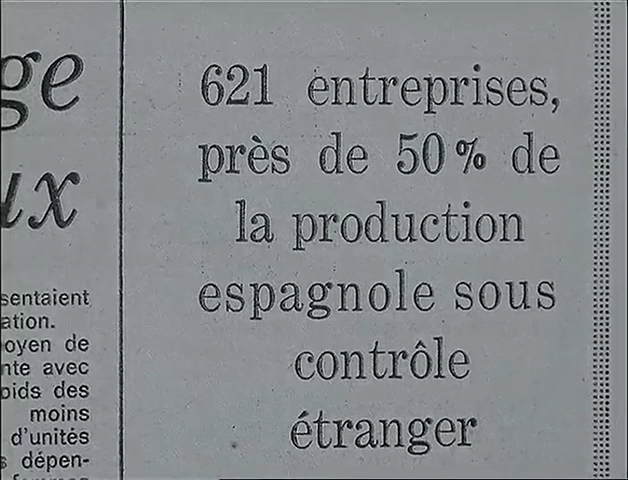 ge
ux
sentaient
ation.
oyen de
nte avec
oids des
moins
d'unités
s dépen-
621 entreprises,
près de 50 % de
la production
espagnole sous
contrôle
étranger